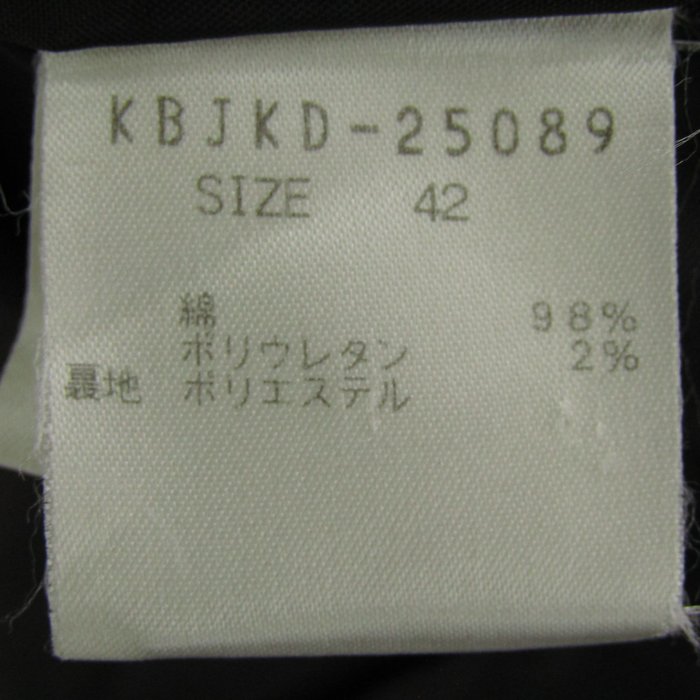 KBJKD-25089
SIZE 42
綿 98%
ポリウレタン 2%
裏地 ポリエステル